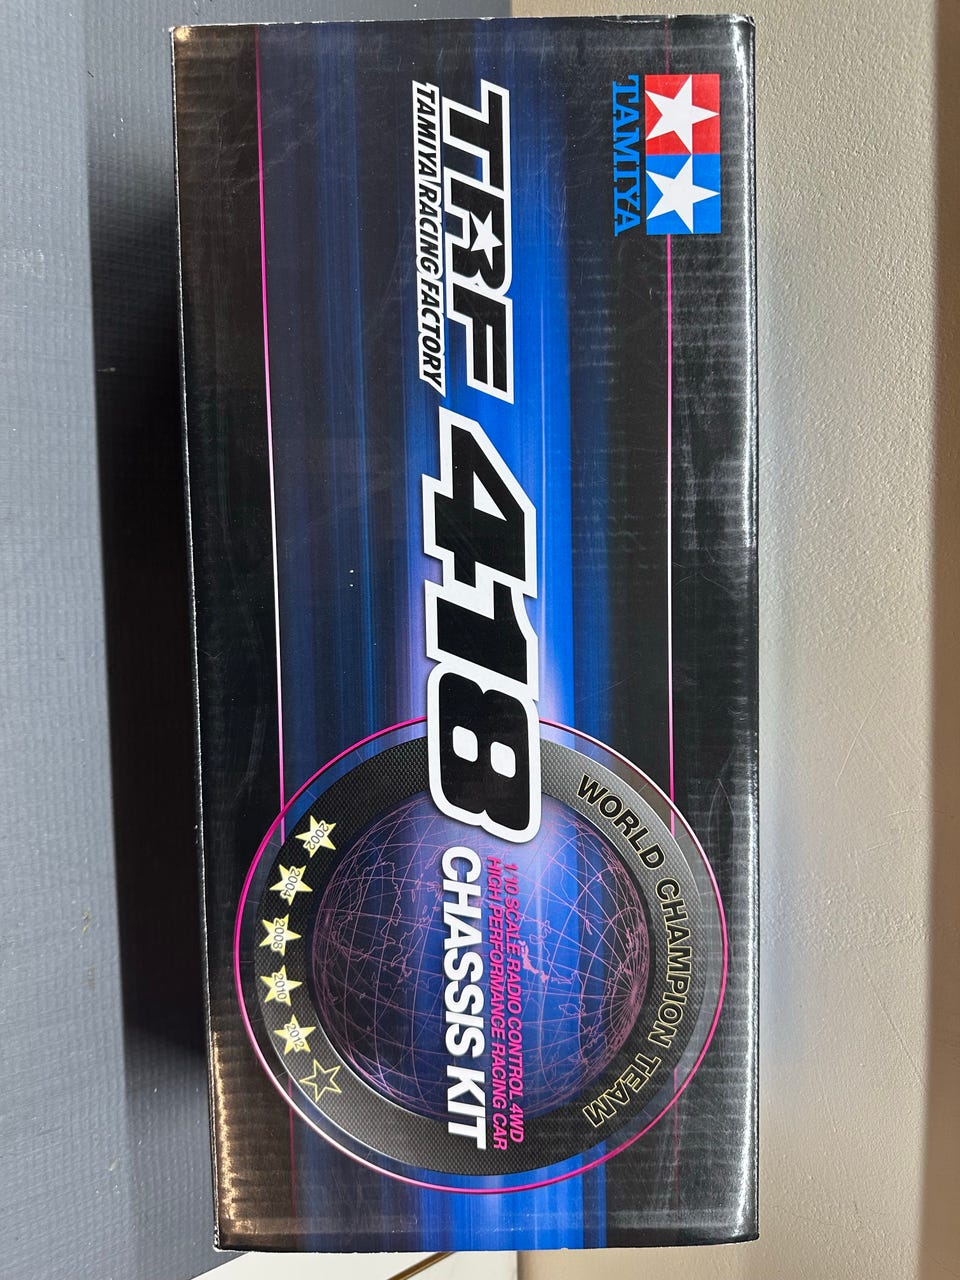 TAMIYA
TRF
TAMIYA RACING FACTORY
418
1/10 SCALE RADIO CONTROL 4WD
HIGH PERFORMANCE RACING CAR
CHASSIS KIT
WORLD CHAMPION TEAM
2002
2004
2008
2010
2012